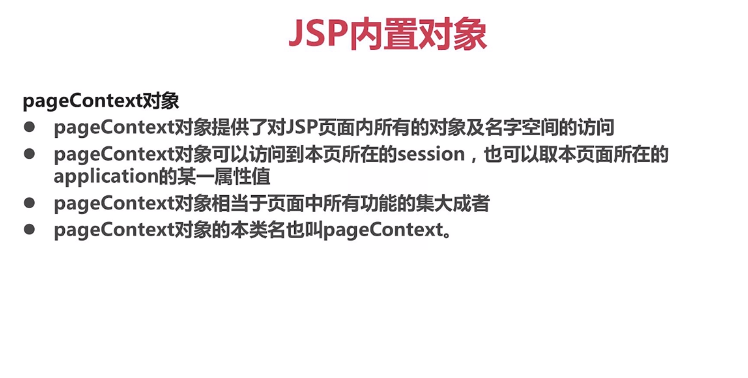 JSP内置对象
pageContext对象
● pageContext对象提供了对JSP页面内所有的对象及名字空间的访问
● pageContext对象可以访问到本页所在的session，也可以取本页面所在的
application的某一属性值
● pageContext对象相当于页面中所有功能的集大成者
● pageContext对象的本类名也叫pageContext。